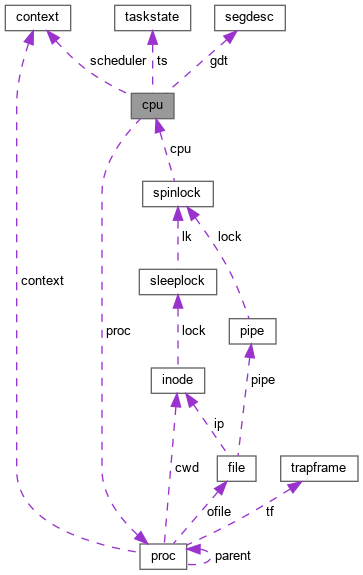 context
taskstate
segdesc
scheduler
ts
gdt
cpu
cpu
spinlock
lk
lock
context
proc
sleeplock
lock
pipe
inode
pipe
ip
cwd
file
trapframe
ofile
tf
proc
parent